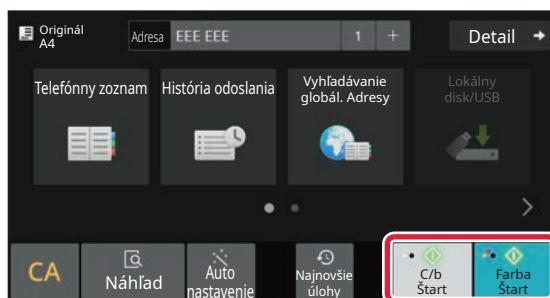 Originál
A4
Adresa EEE EEE 1 +
Detail
Telefónny zoznam
História odoslania
Vyhľadávanie
globál. Adresy
Lokálny
disk/USB
CA
Náhľad
Auto
nastavenie
Najnovšie
úlohy
C/b
Štart
Farba
Štart